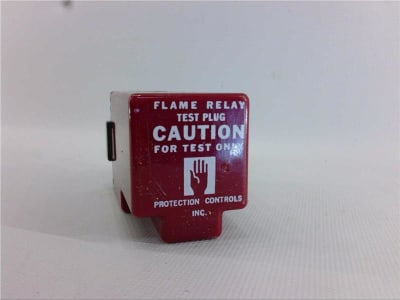 FLAME RELAY
TEST PLUG
CAUTION
FOR TEST ONLY
PROTECTION CONTROLS
INC.